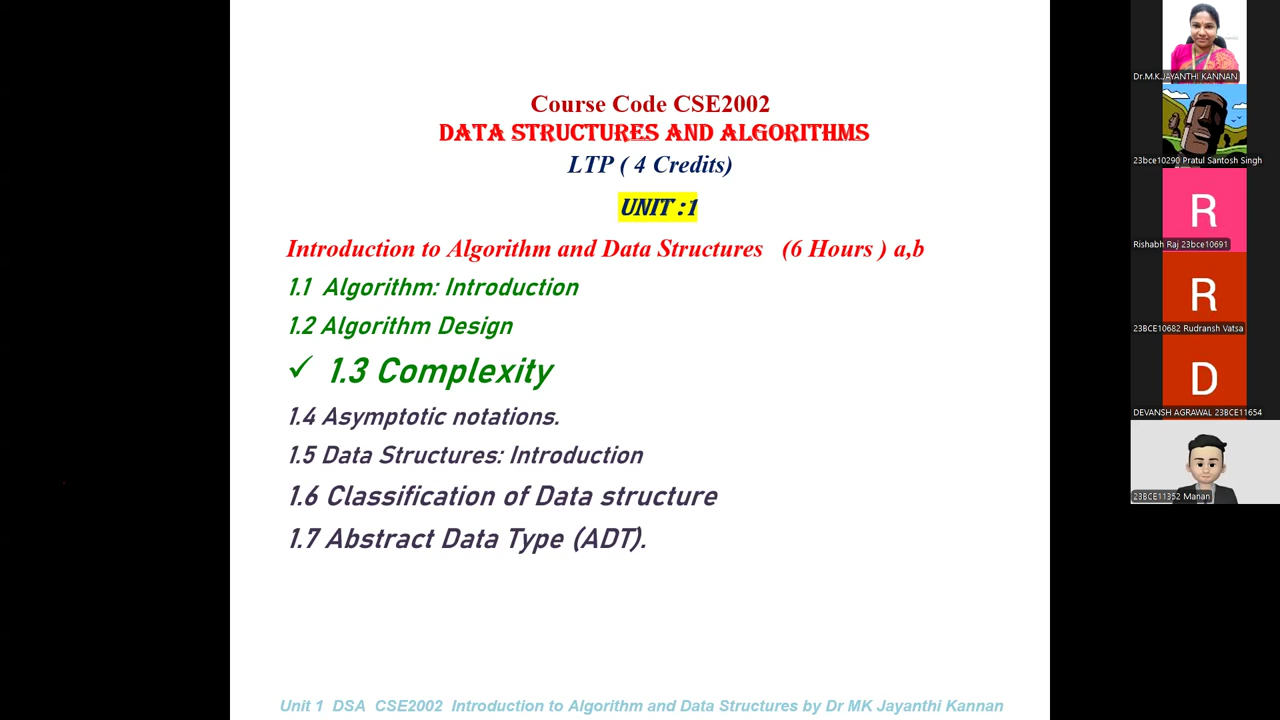 Course Code CSE2002
DATA STRUCTURES AND ALGORITHMS
LTP ( 4 Credits)
UNIT :1
Introduction to Algorithm and Data Structures (6 Hours ) a,b
1.1 Algorithm: Introduction
1.2 Algorithm Design
✓ 1.3 Complexity
1.4 Asymptotic notations.
1.5 Data Structures: Introduction
1.6 Classification of Data structure
1.7 Abstract Data Type (ADT).
Unit 1 DSA CSE2002 Introduction to Algorithm and Data Structures by Dr MK Jayanthi Kannan
Dr.M.K.JAYANTHI KANNAN
23bce10290 Pratul Santosh Singh
R
Rishabh Raj 23bce10691
R
23BCE10682 Rudransh Vatsa
D
DEVANSH AGRAWAL 23BCE11654
23BCE11352 Manan